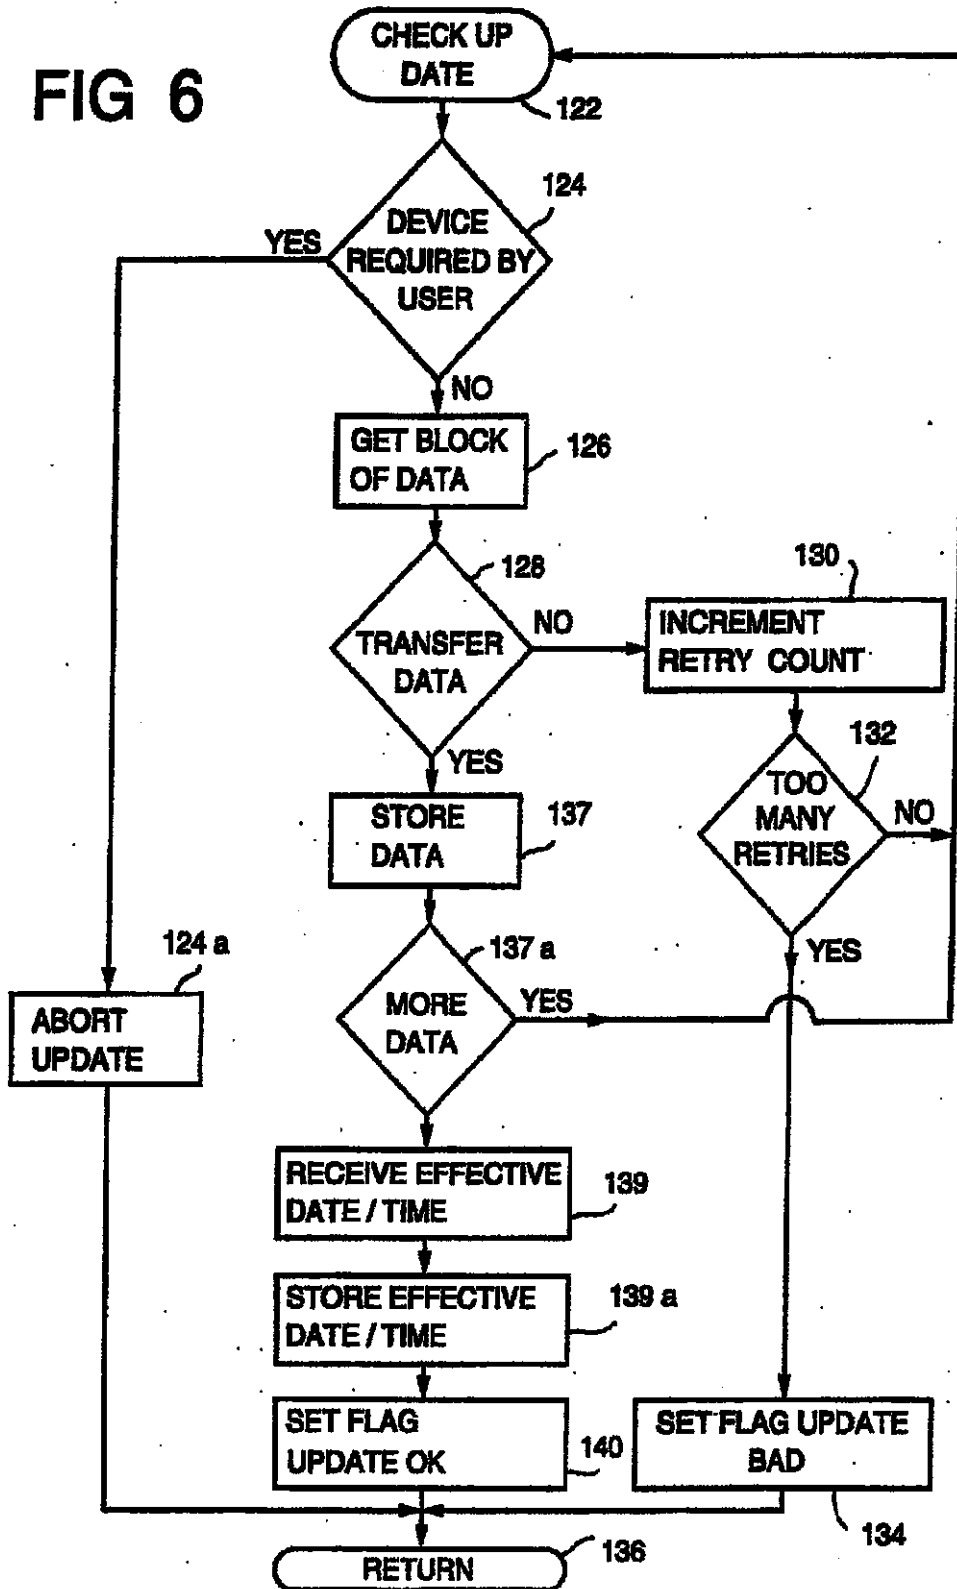 FIG 6
CHECK UP
DATE
122
124
DEVICE
REQUIRED BY
USER
YES
NO
GET BLOCK
OF DATA
126
128
TRANSFER
DATA
NO
130
INCREMENT
RETRY COUNT
YES
132
TOO
MANY
RETRIES
NO
STORE
DATA
137
YES
137 a
MORE
DATA
YES
124 a
ABORT
UPDATE
RECEIVE EFFECTIVE
DATE / TIME
139
STORE EFFECTIVE
DATE / TIME
139 a
SET FLAG
UPDATE OK
140
SET FLAG UPDATE
BAD
134
RETURN
136